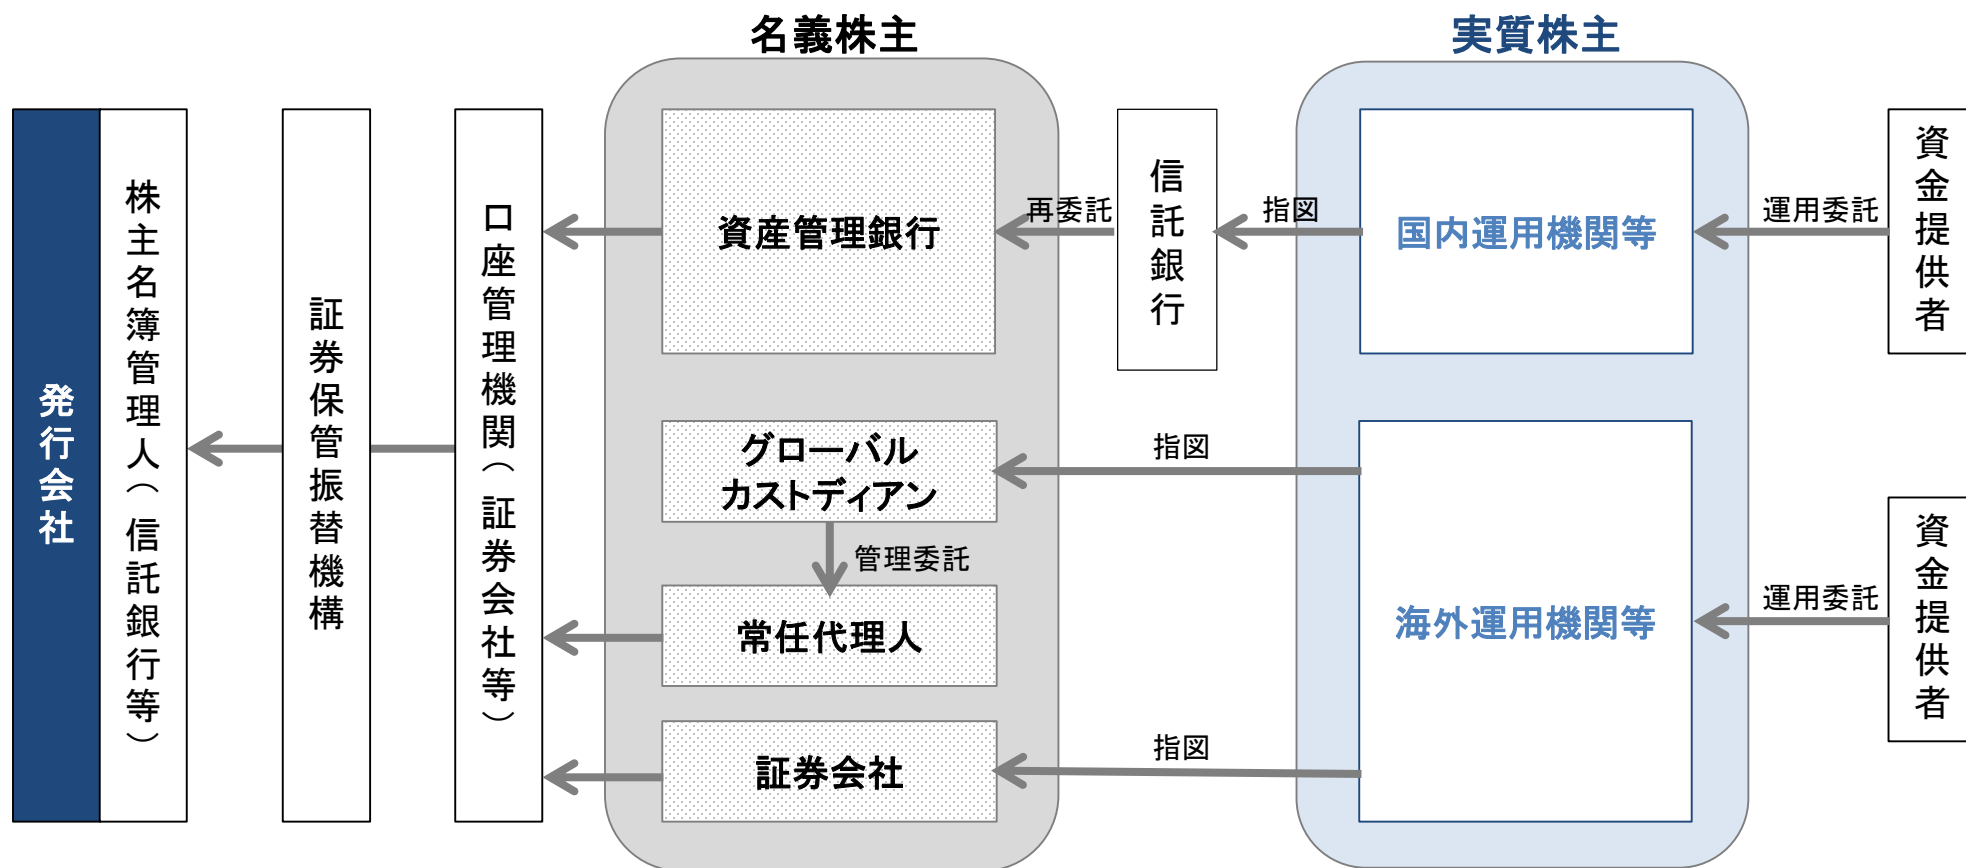 名義株主
実質株主
発行会社
株主名簿管理人（信託銀行等）
証券保管振替機構
口座管理機関（証券会社等）
資産管理銀行
再委託
信託銀行
指図
国内運用機関等
運用委託
資金提供者
グローバル
カストディアン
指図
管理委託
常任代理人
海外運用機関等
運用委託
資金提供者
証券会社
指図